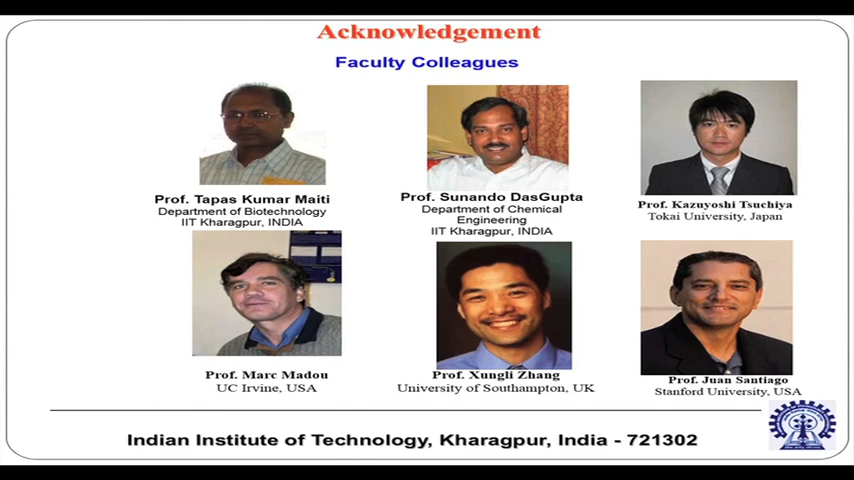 Acknowledgement
Faculty Colleagues
Prof. Tapas Kumar Maiti
Department of Biotechnology
IIT Kharagpur, INDIA
Prof. Sunando DasGupta
Department of Chemical
Engineering
IIT Kharagpur, INDIA
Prof. Kazuyoshi Tsuchiya
Tokai University, Japan
Prof. Marc Madou
UC Irvine, USA
Prof. Xungli Zhang
University of Southampton, UK
Prof. Juan Santiago
Stanford University, USA
Indian Institute of Technology, Kharagpur, India - 721302